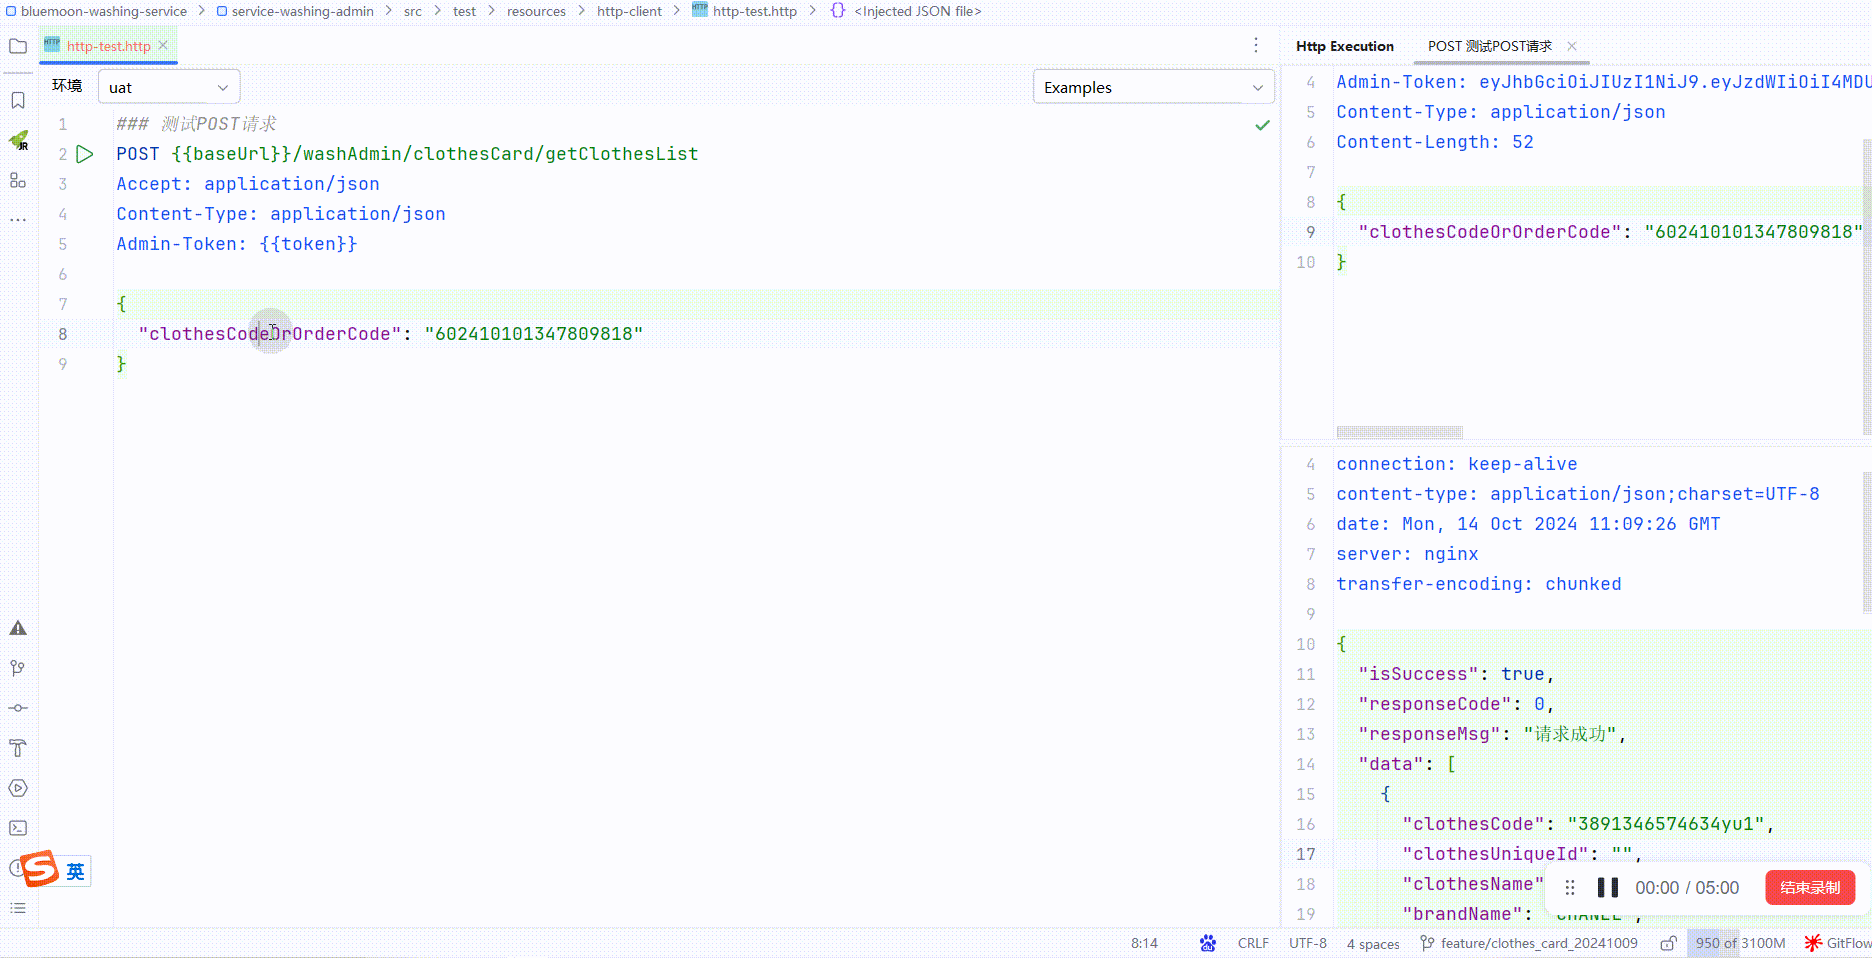 bluemoon-washing-service > service-washing-admin > src > test > resources > http-client > http-test.http > {} <Injected JSON file>
http-test.http
Http Execution POST 测试POST请求
环境 uat Examples
1 ### 测试POST请求
2 POST {{baseUrl}}/washAdmin/clothesCard/getClothesList
3 Accept: application/json
4 Content-Type: application/json
5 Admin-Token: {{token}}
6
7 {
8 "clothesCodeOrOrderCode": "602410101347809818"
9 }
4 Admin-Token: eyJhbGciOiJIUzI1NiJ9.eyJzdWIiOiI4MDU
5 Content-Type: application/json
6 Content-Length: 52
7
8 {
9 "clothesCodeOrOrderCode": "602410101347809818"
10 }
4 connection: keep-alive
5 content-type: application/json;charset=UTF-8
6 date: Mon, 14 Oct 2024 11:09:26 GMT
7 server: nginx
8 transfer-encoding: chunked
9
10 {
11 "isSuccess": true,
12 "responseCode": 0,
13 "responseMsg": "请求成功",
14 "data": [
15 {
16 "clothesCode": "3891346574634yu1",
17 "clothesUniqueId": "",
18 "clothesName"
19 "brandName":
00:00 / 05:00 结束录制
英
8:14 CRLF UTF-8 4 spaces feature/clothes_card_20241009 950 of 3100M GitFlow